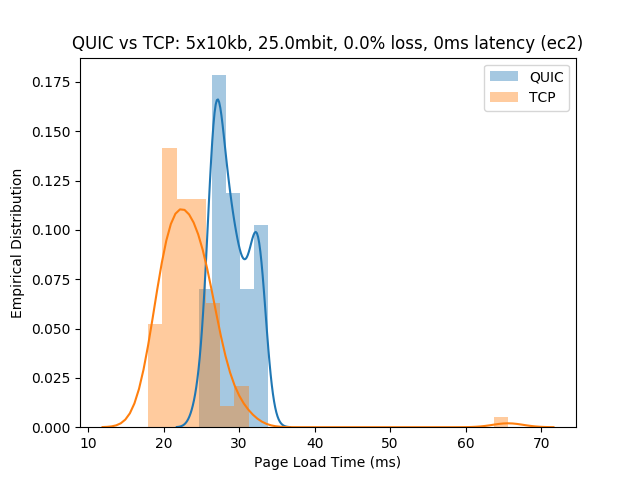 QUIC vs TCP: 5x10kb, 25.0mbit, 0.0% loss, 0ms latency (ec2)
QUIC
TCP
Empirical Distribution
0.175
0.150
0.125
0.100
0.075
0.050
0.025
0.000
10 20 30 40 50 60 70
Page Load Time (ms)